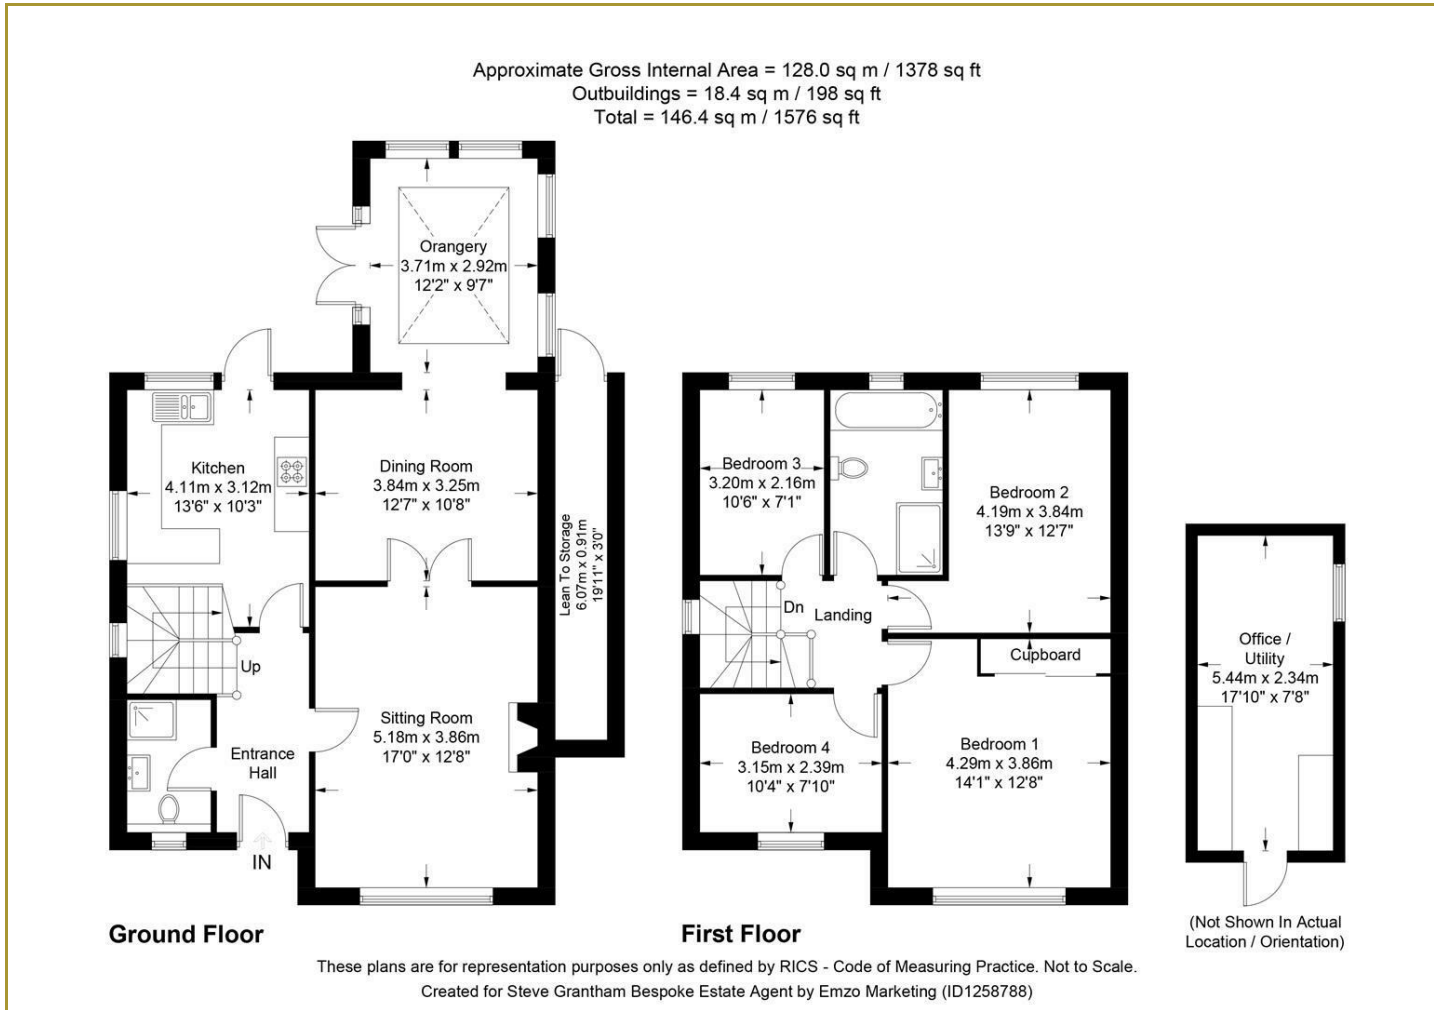 Approximate Gross Internal Area = 128.0 sq m / 1378 sq ft
Outbuildings = 18.4 sq m / 198 sq ft
Total = 146.4 sq m / 1576 sq ft
Orangery
3.71m x 2.92m
12'2" x 9'7"
Kitchen
4.11m x 3.12m
13'6" x 10'3"
Dining Room
3.84m x 3.25m
12'7" x 10'8"
Lean To Storage
6.07m x 0.91m
19'11" x 3'0"
Up
Sitting Room
5.18m x 3.86m
17'0" x 12'8"
Entrance
Hall
IN
Ground Floor
Bedroom 3
3.20m x 2.16m
10'6" x 7'1"
Bedroom 2
4.19m x 3.84m
13'9" x 12'7"
Dn
Landing
Cupboard
Bedroom 4
3.15m x 2.39m
10'4" x 7'10"
Bedroom 1
4.29m x 3.86m
14'1" x 12'8"
First Floor
Office /
Utility
5.44m x 2.34m
17'10" x 7'8"
(Not Shown In Actual
Location / Orientation)
These plans are for representation purposes only as defined by RICS - Code of Measuring Practice. Not to Scale.
Created for Steve Grantham Bespoke Estate Agent by Emzo Marketing (ID1258788)